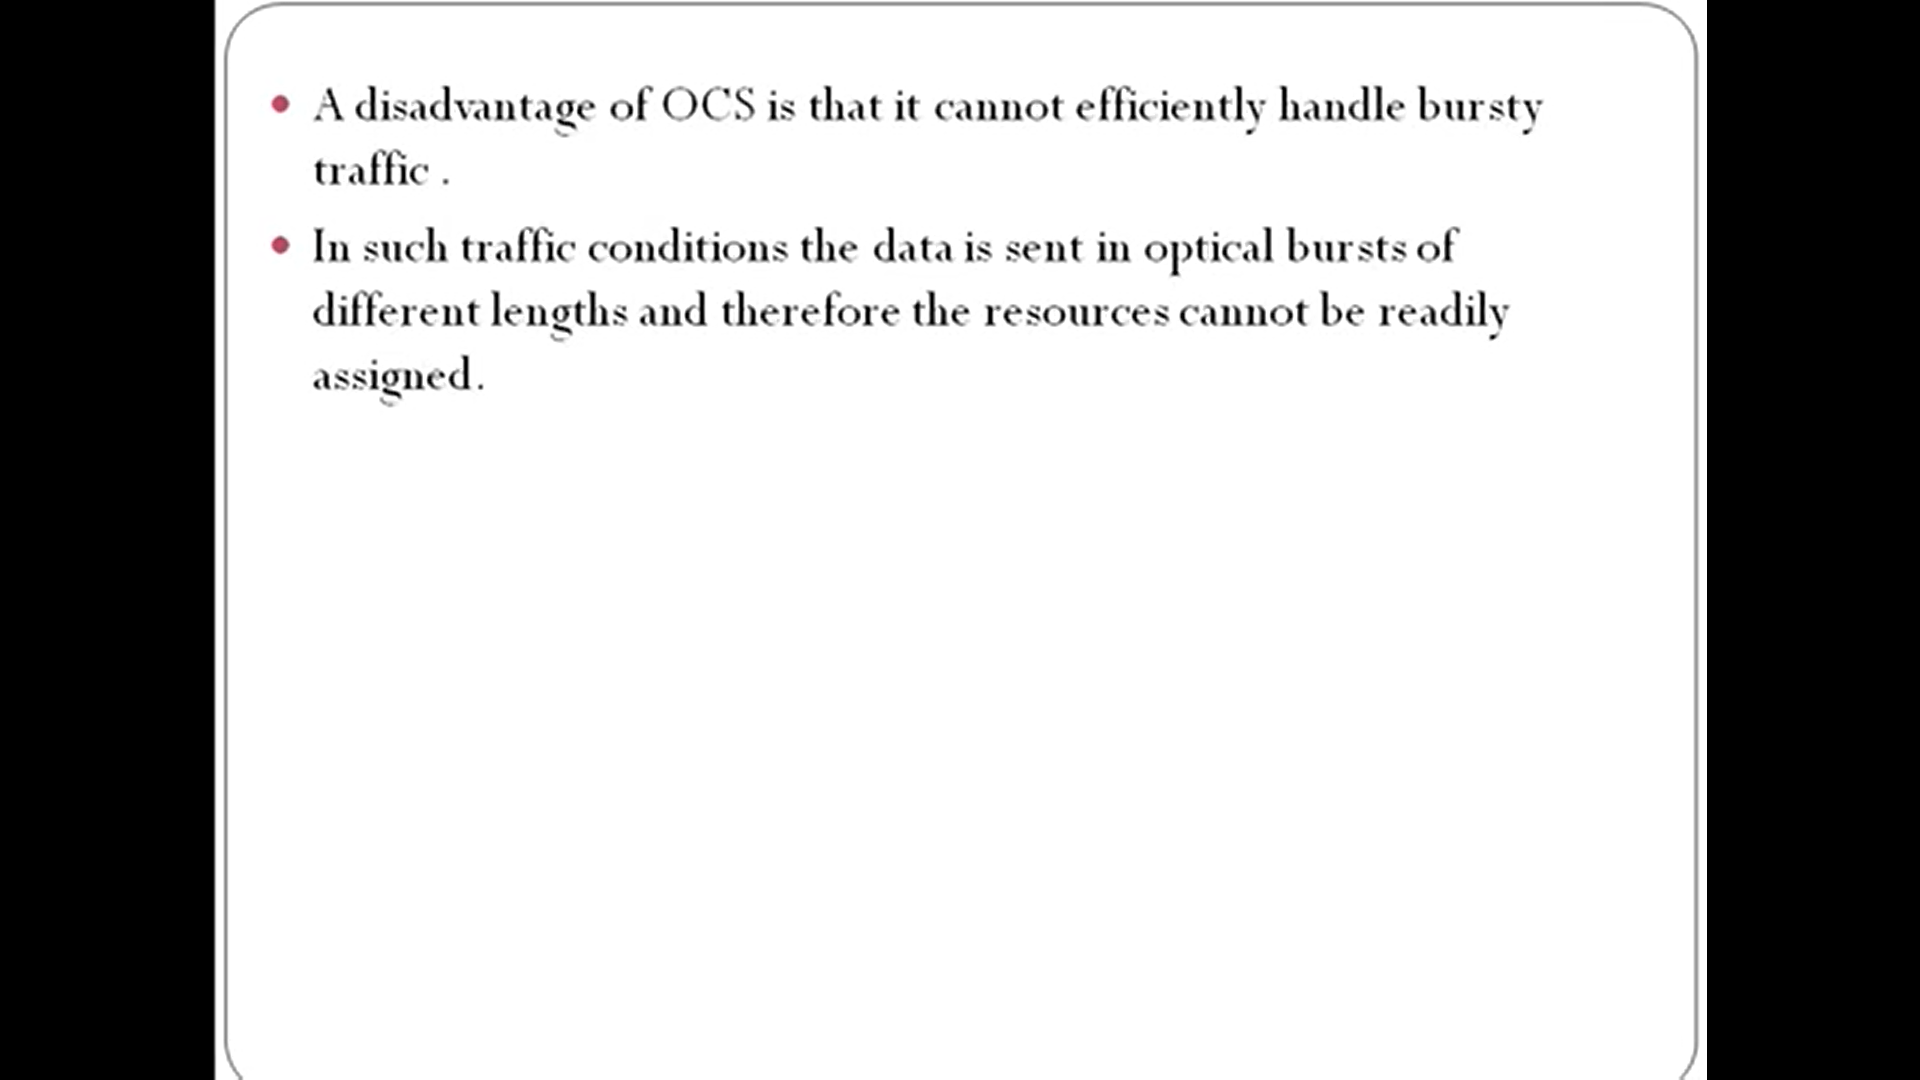 • A disadvantage of OCS is that it cannot efficiently handle bursty
traffic .
• In such traffic conditions the data is sent in optical bursts of
different lengths and therefore the resources cannot be readily
assigned.